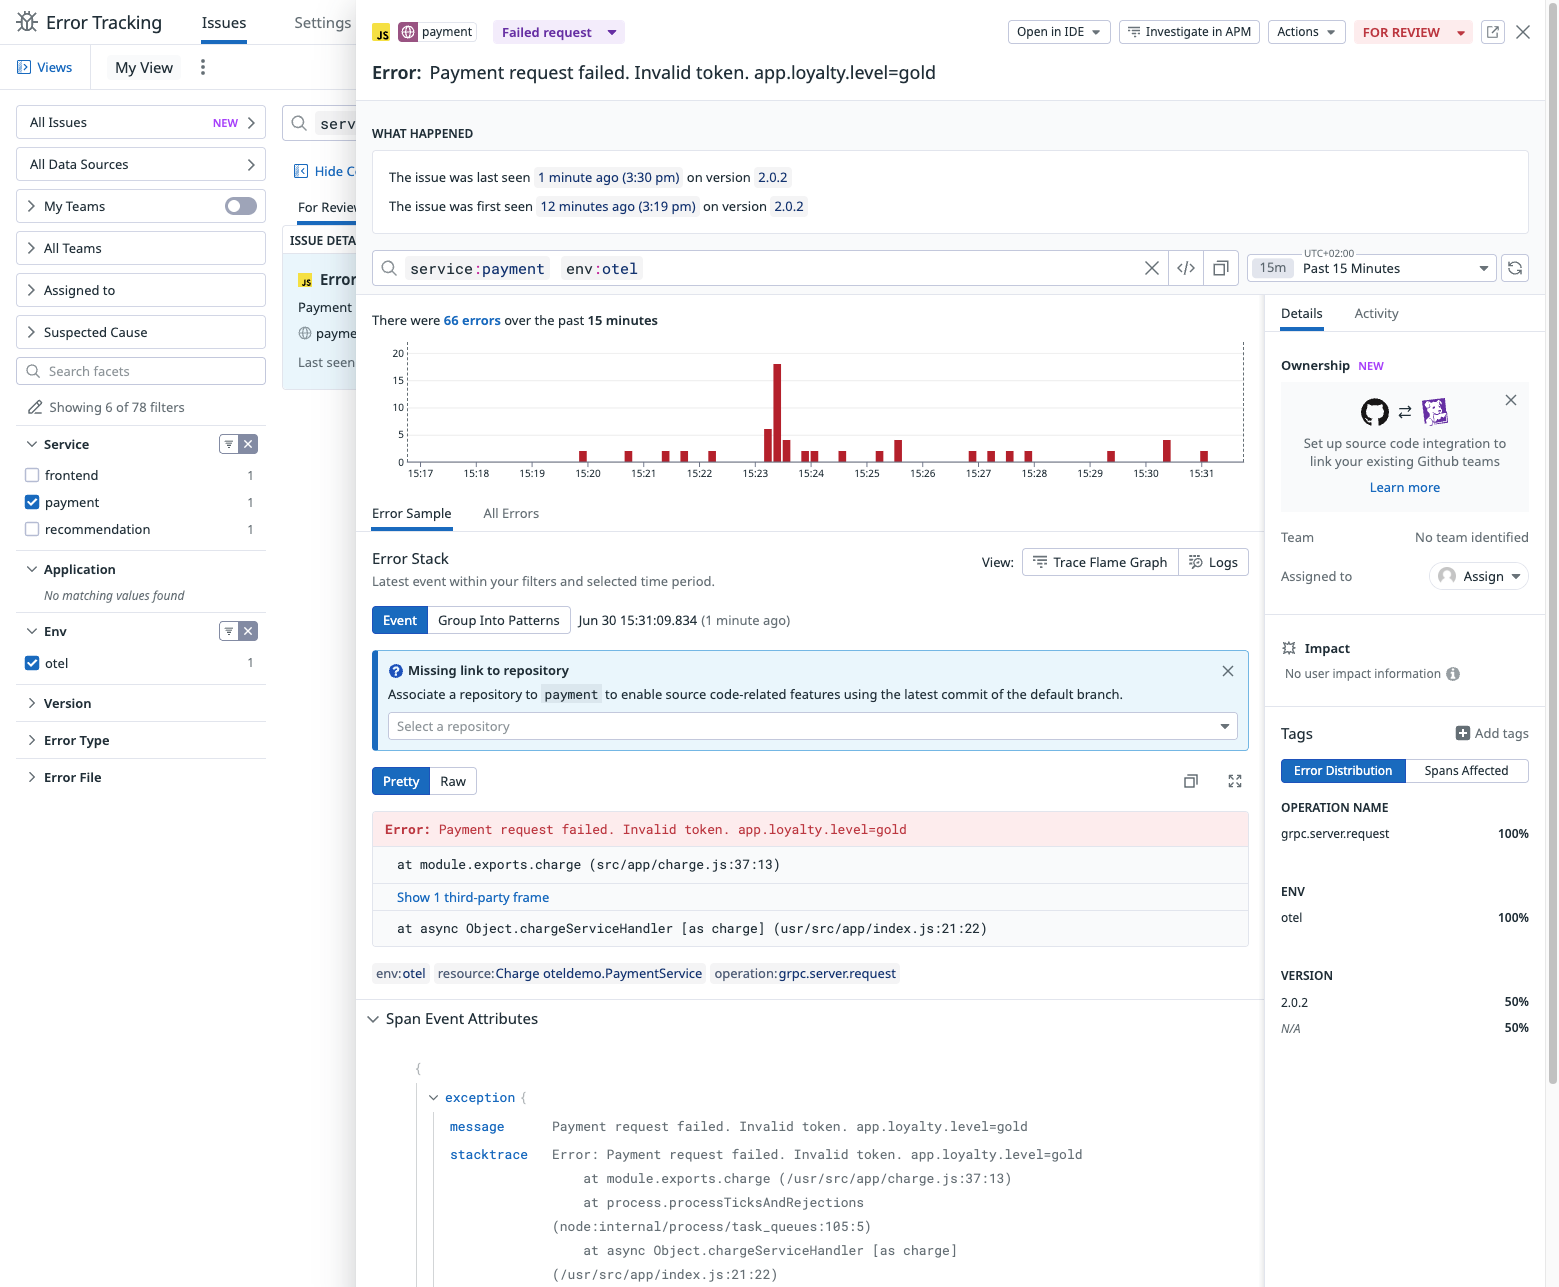 Error Tracking
Issues
Settings
Views
My View
All Issues NEW
All Data Sources
My Teams
All Teams
Assigned to
Suspected Cause
Search facets
Showing 6 of 78 filters
Service
frontend 1
payment 1
recommendation 1
Application
No matching values found
Env
otel 1
Version
Error Type
Error File
serv
Hide Co
For Review
ISSUE DETA
JS Error
Payment
payme
Last seen
JS payment Failed request
Open in IDE
Investigate in APM
Actions
FOR REVIEW
Error: Payment request failed. Invalid token. app.loyalty.level=gold
WHAT HAPPENED
The issue was last seen 1 minute ago (3:30 pm) on version 2.0.2
The issue was first seen 12 minutes ago (3:19 pm) on version 2.0.2
service:payment env:otel
</>
UTC+02:00
15m Past 15 Minutes
There were 66 errors over the past 15 minutes
20
15
10
5
0
15:17 15:18 15:19 15:20 15:21 15:22 15:23 15:24 15:25 15:26 15:27 15:28 15:29 15:30 15:31
Error Sample
All Errors
Error Stack
Latest event within your filters and selected time period.
View: Trace Flame Graph Logs
Event Group Into Patterns Jun 30 15:31:09.834 (1 minute ago)
Missing link to repository
Associate a repository to payment to enable source code-related features using the latest commit of the default branch.
Select a repository
Pretty Raw
Error: Payment request failed. Invalid token. app.loyalty.level=gold
at module.exports.charge (src/app/charge.js:37:13)
Show 1 third-party frame
at async Object.chargeServiceHandler [as charge] (usr/src/app/index.js:21:22)
env:otel resource:Charge oteldemo.PaymentService operation:grpc.server.request
Span Event Attributes
{
exception {
message Payment request failed. Invalid token. app.loyalty.level=gold
stacktrace Error: Payment request failed. Invalid token. app.loyalty.level=gold
at module.exports.charge (/usr/src/app/charge.js:37:13)
at process.processTicksAndRejections
(node:internal/process/task_queues:105:5)
at async Object.chargeServiceHandler [as charge]
(/usr/src/app/index.js:21:22)
Details
Activity
Ownership NEW
Set up source code integration to
link your existing Github teams
Learn more
Team No team identified
Assigned to Assign
Impact
No user impact information
Tags Add tags
Error Distribution Spans Affected
OPERATION NAME
grpc.server.request 100%
ENV
otel 100%
VERSION
2.0.2 50%
N/A 50%